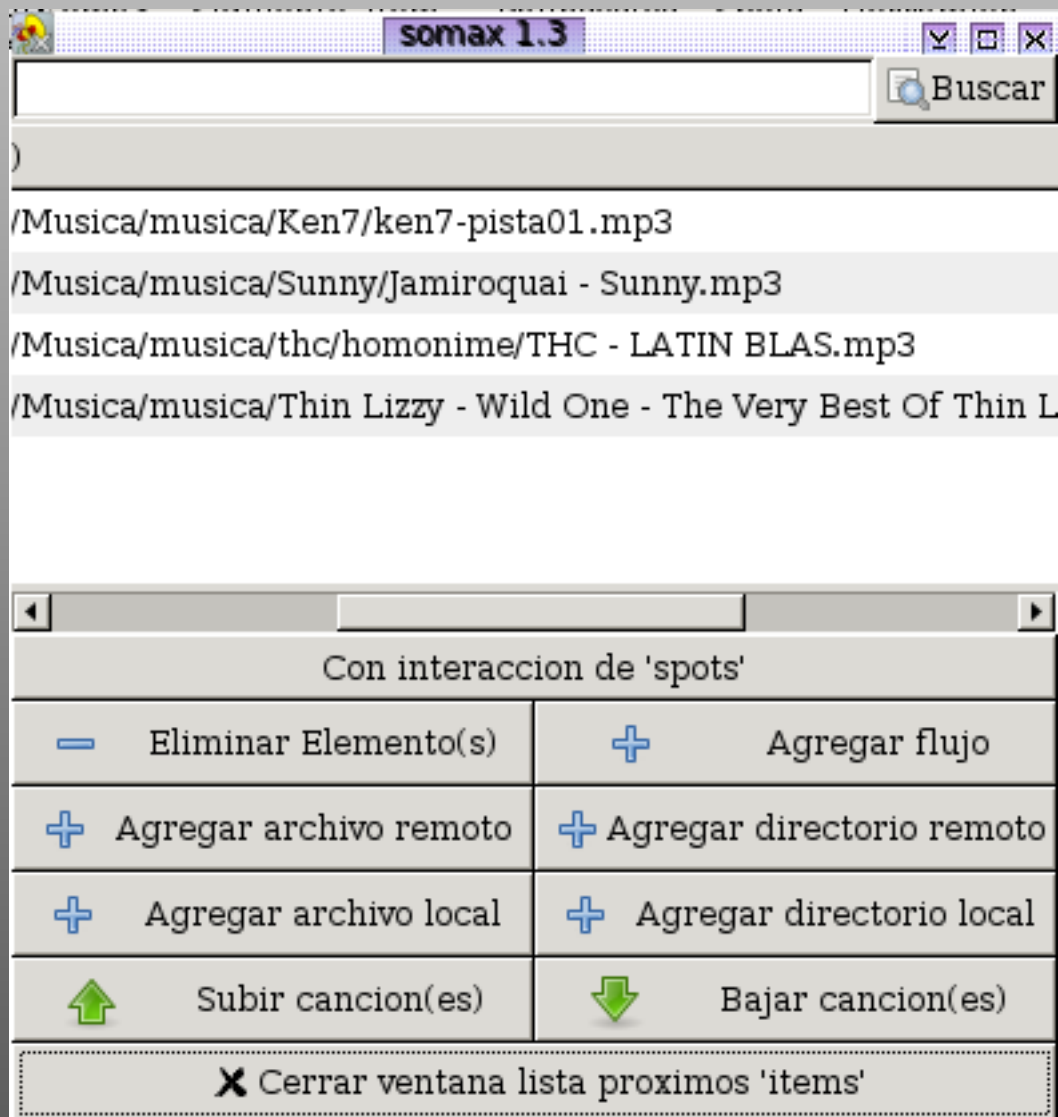 somax 1.3
Buscar
)
/Musica/musica/Ken7/ken7-pista01.mp3
/Musica/musica/Sunny/Jamiroquai - Sunny.mp3
/Musica/musica/thc/homonime/THC - LATIN BLAS.mp3
/Musica/musica/Thin Lizzy - Wild One - The Very Best Of Thin L
Con interaccion de 'spots'
Eliminar Elemento(s) Agregar flujo
Agregar archivo remoto Agregar directorio remoto
Agregar archivo local Agregar directorio local
Subir cancion(es) Bajar cancion(es)
Cerrar ventana lista proximos 'items'